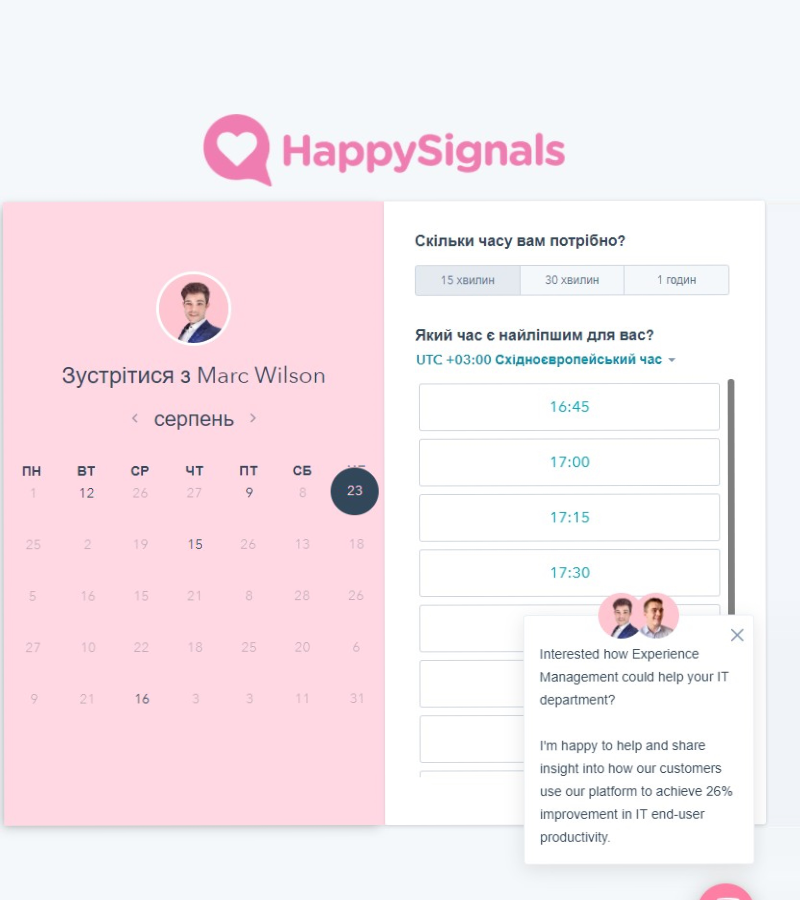 HappySignals
Зустрітися з Marc Wilson
серпень
ПН ВТ СР ЧТ ПТ СБ
1 12 26 27 9 8 23
25 2 19 15 26 13 18
5 16 15 21 8 28 26
27 10 22 18 25 20 6
9 21 16 3 3 11 31
Скільки часу вам потрібно?
15 хвилин 30 хвилин 1 годин
Який час є найліпшим для вас?
UTC +03:00 Східноєвропейський час
16:45
17:00
17:15
17:30
Interested how Experience
Management could help your IT
department?
I'm happy to help and share
insight into how our customers
use our platform to achieve 26%
improvement in IT end-user
productivity.